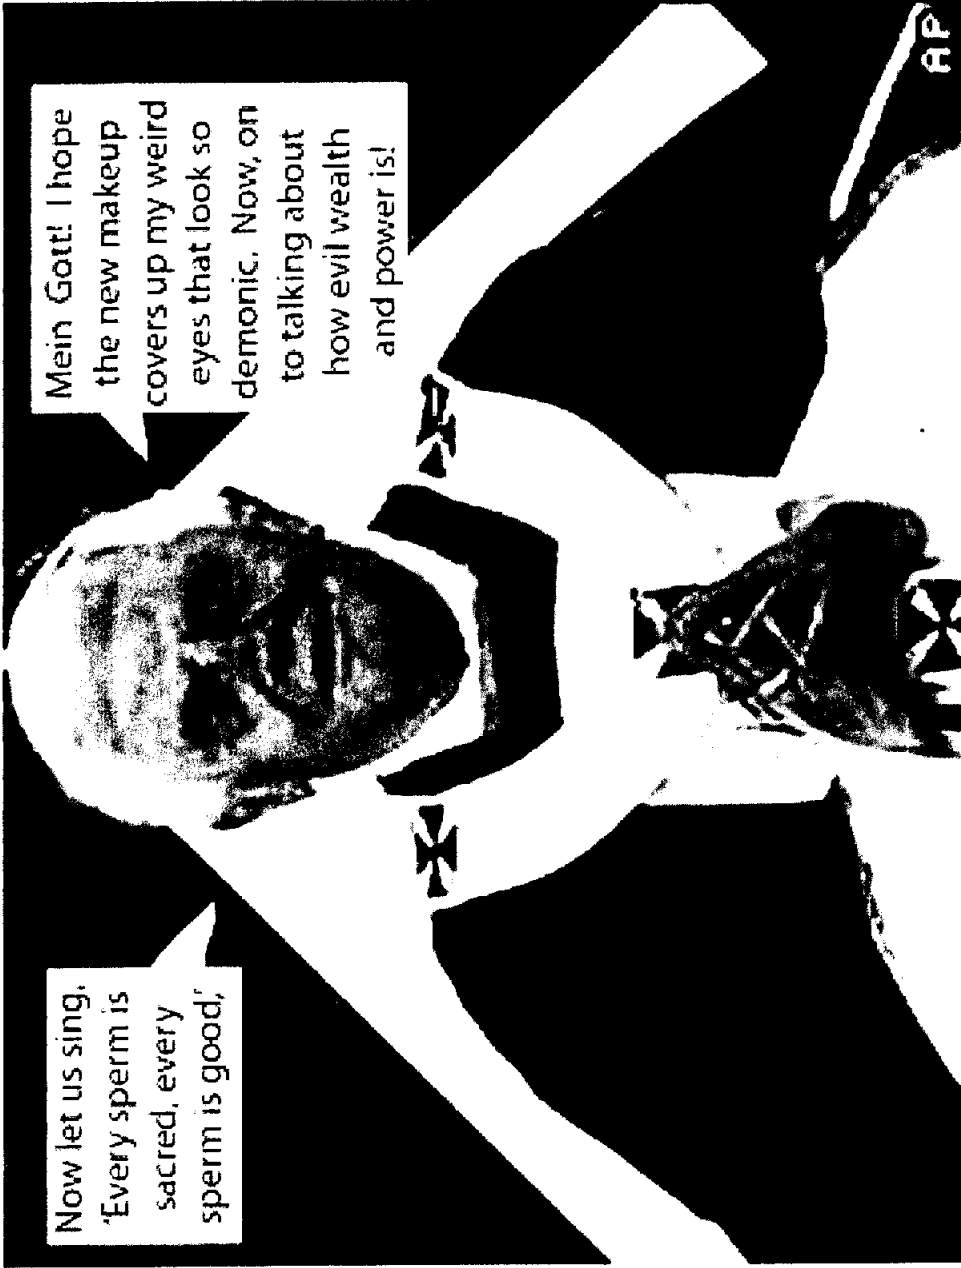 Now let us sing,
'Every sperm is
sacred, every
sperm is good,'
Mein Gott! I hope
the new makeup
covers up my weird
eyes that look so
demonic. Now, on
to talking about
how evil wealth
and power is!
AP